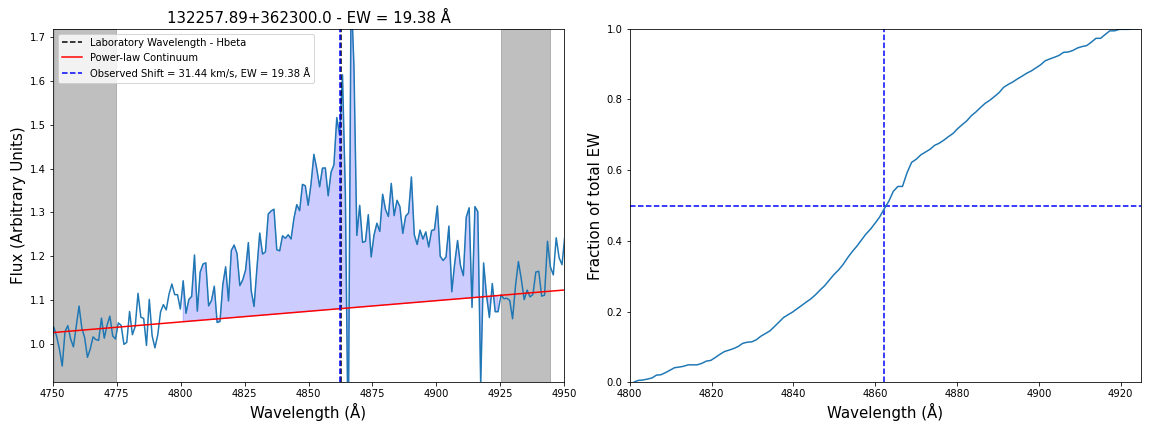 132257.89+362300.0 - EW = 19.38 Å
Laboratory Wavelength - Hbeta
Power-law Continuum
Observed Shift = 31.44 km/s, EW = 19.38 Å
Flux (Arbitrary Units)
1.7
1.6
1.5
1.4
1.3
1.2
1.1
1.0
4750 4775 4800 4825 4850 4875 4900 4925 4950
Wavelength (Å)
Fraction of total EW
1.0
0.8
0.6
0.4
0.2
0.0
4800 4820 4840 4860 4880 4900 4920
Wavelength (Å)